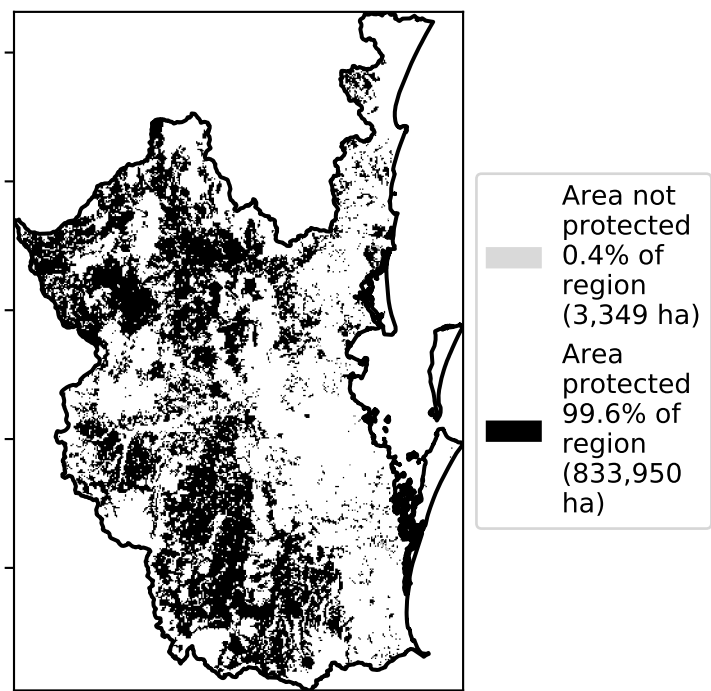 Area not
protected
0.4% of
region
(3,349 ha)
Area
protected
99.6% of
region
(833,950
ha)